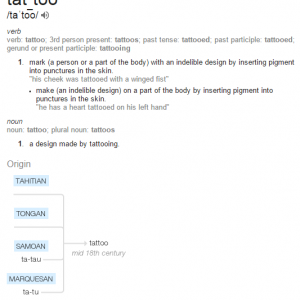 tat·too
/taˈto͞o/
verb
verb: tattoo; 3rd person present: tattoos; past tense: tattooed; past participle: tattooed;
gerund or present participle: tattooing
1. mark (a person or a part of the body) with an indelible design by inserting pigment
into punctures in the skin.
"his cheek was tattooed with a winged fist"
• make (an indelible design) on a part of the body by inserting pigment into
punctures in the skin.
"he has a heart tattooed on his left hand"
noun
noun: tattoo; plural noun: tattoos
1. a design made by tattooing.
Origin
TAHITIAN
TONGAN
SAMOAN
ta-tau
tattoo
mid 18th century
MARQUESAN
ta-tu